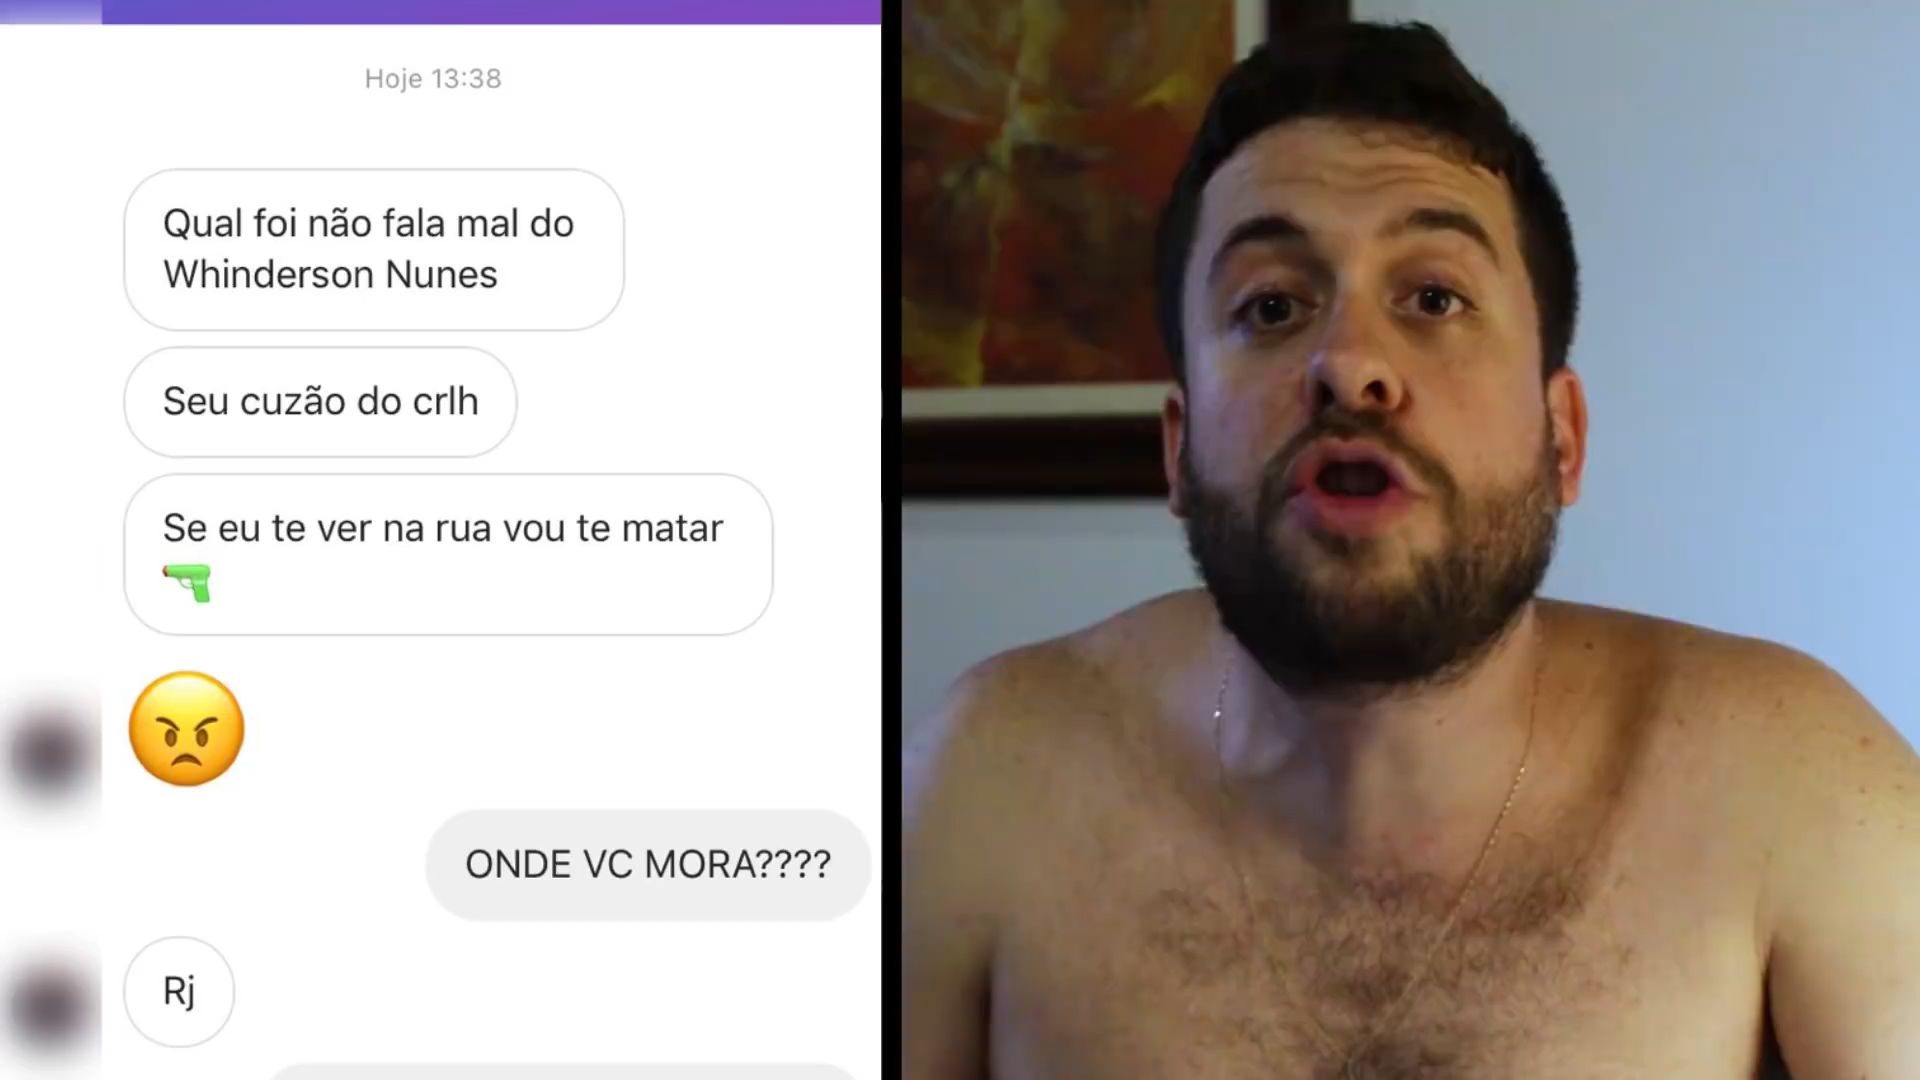 Hoje 13:38
Qual foi não fala mal do
Whinderson Nunes
Seu cuzão do crlh
Se eu te ver na rua vou te matar
🔫
😠
ONDE VC MORA????
Rj